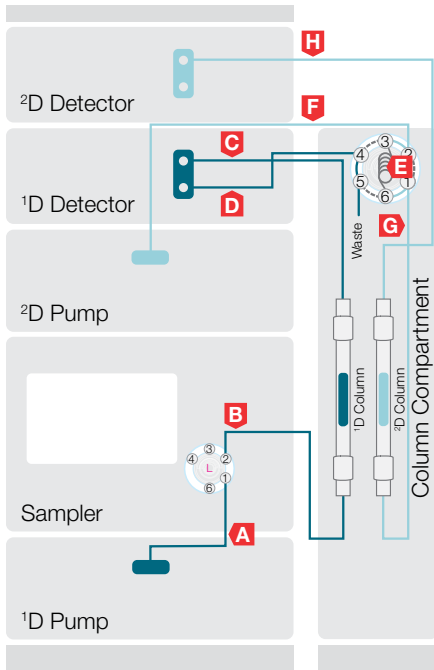 H
²D Detector
F
C
3
4
2
E
¹D Detector
5
1
D
6
G
Waste
²D Pump
Column Compartment
¹D Column
²D Column
B
3
4
2
L
1
6
Sampler
A
¹D Pump